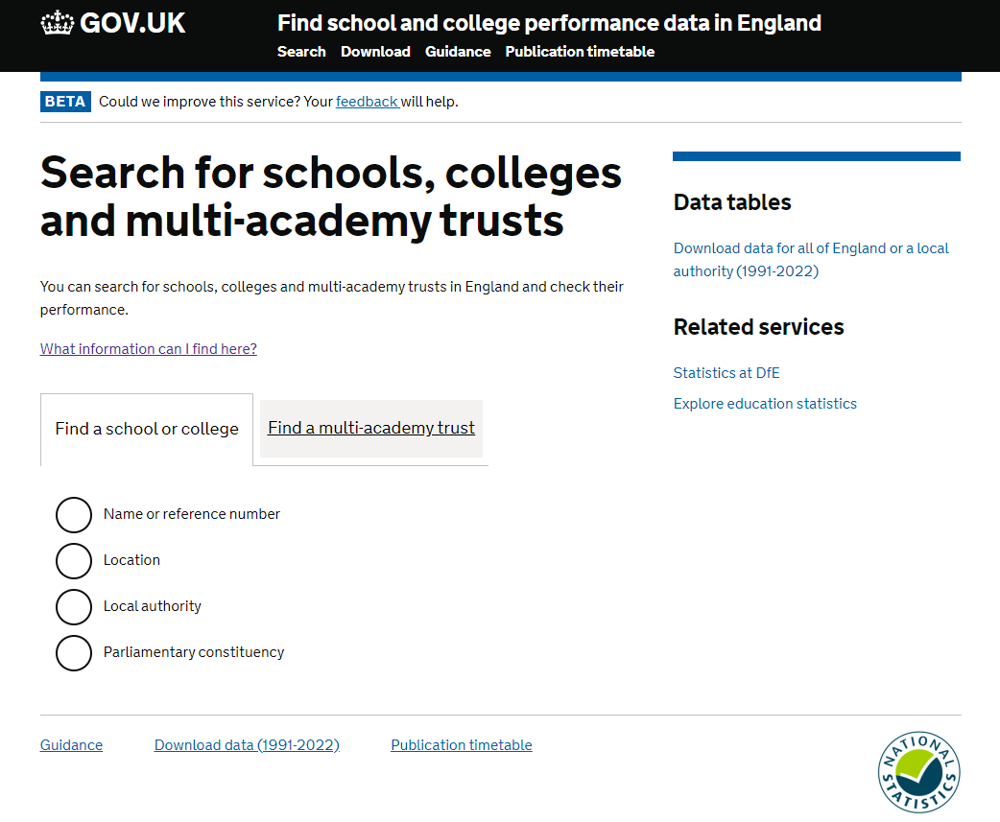 GOV.UK
Find school and college performance data in England
Search Download Guidance Publication timetable
BETA Could we improve this service? Your feedback will help.
Search for schools, colleges
and multi-academy trusts
You can search for schools, colleges and multi-academy trusts in England and check their
performance.
What information can I find here?
Find a school or college
Find a multi-academy trust
Name or reference number
Location
Local authority
Parliamentary constituency
Data tables
Download data for all of England or a local
authority (1991-2022)
Related services
Statistics at DfE
Explore education statistics
Guidance
Download data (1991-2022)
Publication timetable
NATIONAL
STATISTICS